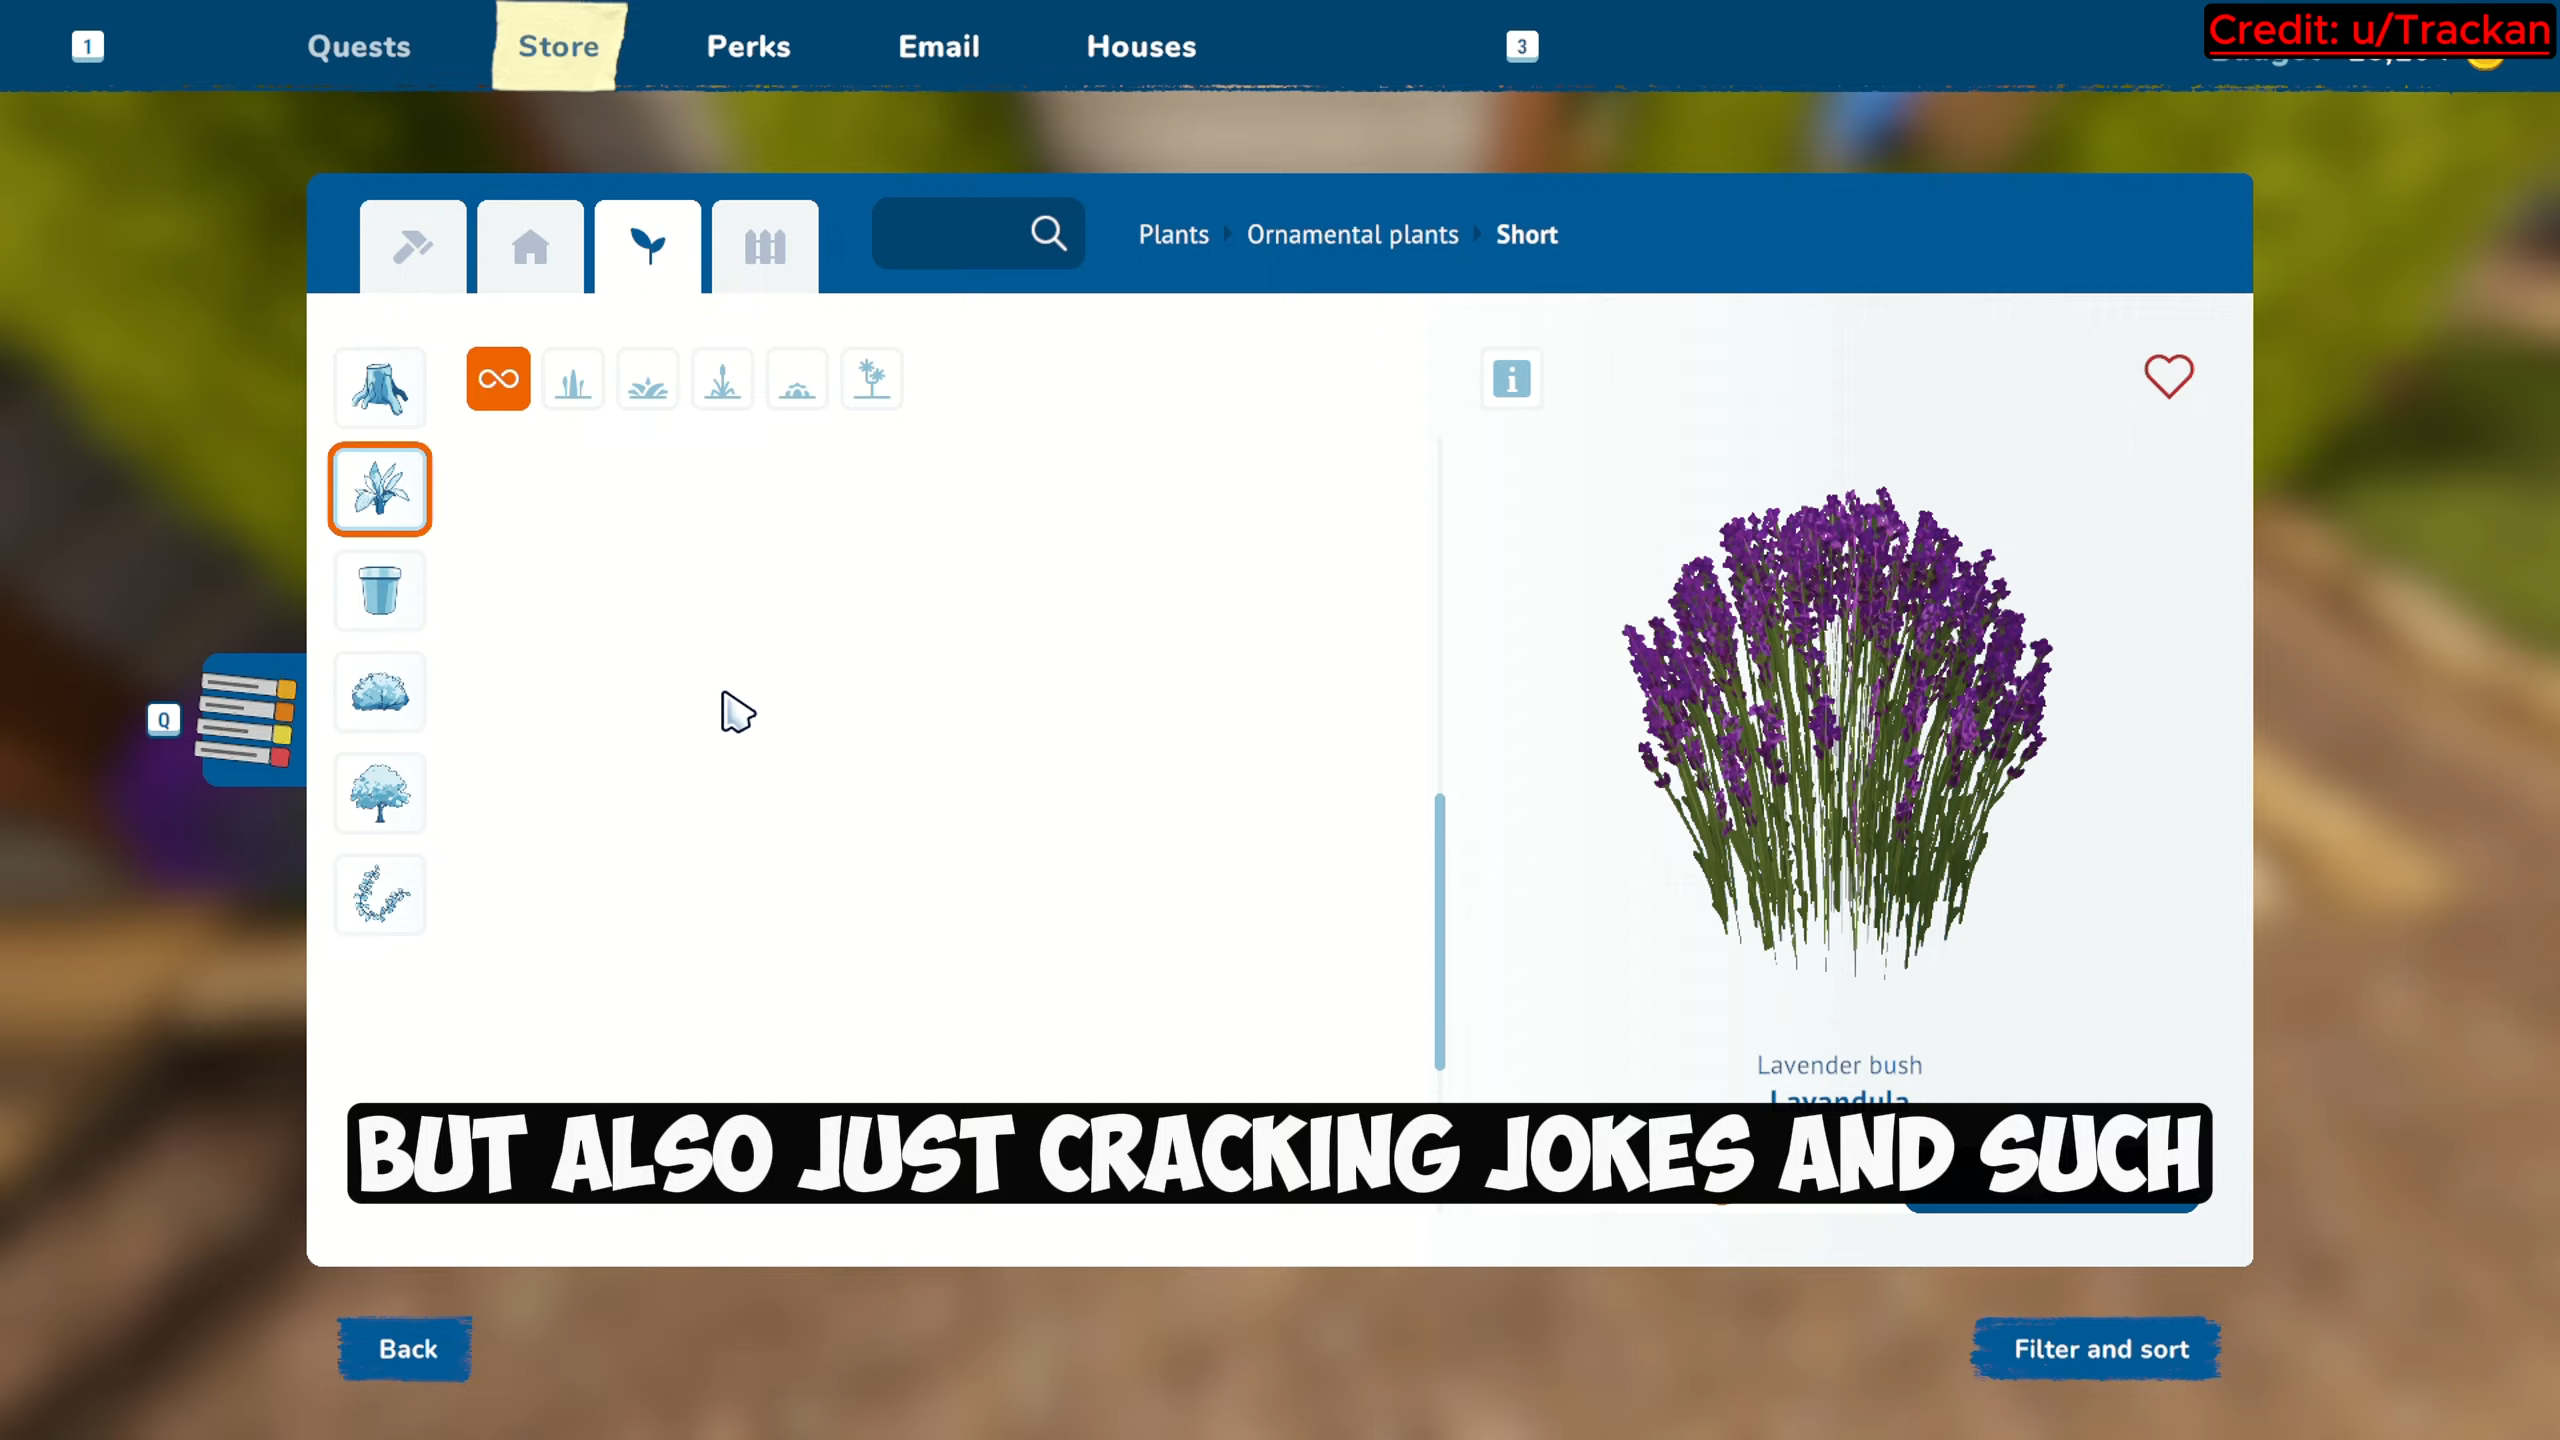 1
Quests
Store
Perks
Email
Houses
3
Credit: u/Trackan
Plants
Ornamental plants
Short
i
Q
Lavender bush
Lavandula
BUT ALSO JUST CRACKING JOKES AND SUCH
Back
Filter and sort